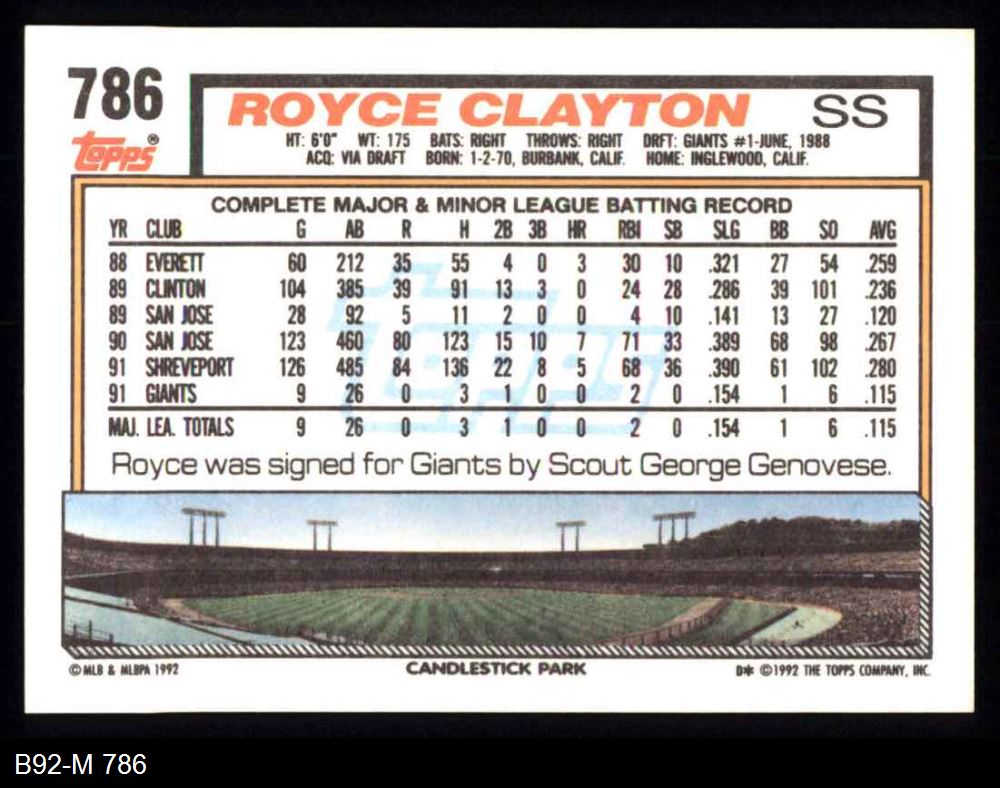 786
Topps®
ROYCE CLAYTON SS
HT: 6'0" WT: 175 BATS: RIGHT THROWS: RIGHT DRFT: GIANTS #1-JUNE, 1988
ACQ: VIA DRAFT BORN: 1-2-70, BURBANK, CALIF. HOME: INGLEWOOD, CALIF.
COMPLETE MAJOR & MINOR LEAGUE BATTING RECORD
YR CLUB G AB R H 2B 3B HR RBI SB SLG BB SO AVG
88 EVERETT 60 212 35 55 4 0 3 30 10 .321 27 54 .259
89 CLINTON 104 385 39 91 13 3 0 24 28 .286 39 101 .236
89 SAN JOSE 28 92 5 11 2 0 0 4 10 .141 13 27 .120
90 SAN JOSE 123 460 80 123 15 10 7 71 33 .389 68 98 .267
91 SHREVEPORT 126 485 84 136 22 8 5 68 36 .390 61 102 .280
91 GIANTS 9 26 0 3 1 0 0 2 0 .154 1 6 .115
MAJ. LEA. TOTALS 9 26 0 3 1 0 0 2 0 .154 1 6 .115
Topps
Royce was signed for Giants by Scout George Genovese.
© MLB & MLBPA 1992 CANDLESTICK PARK D* ©1992 THE TOPPS COMPANY, INC.
B92-M 786